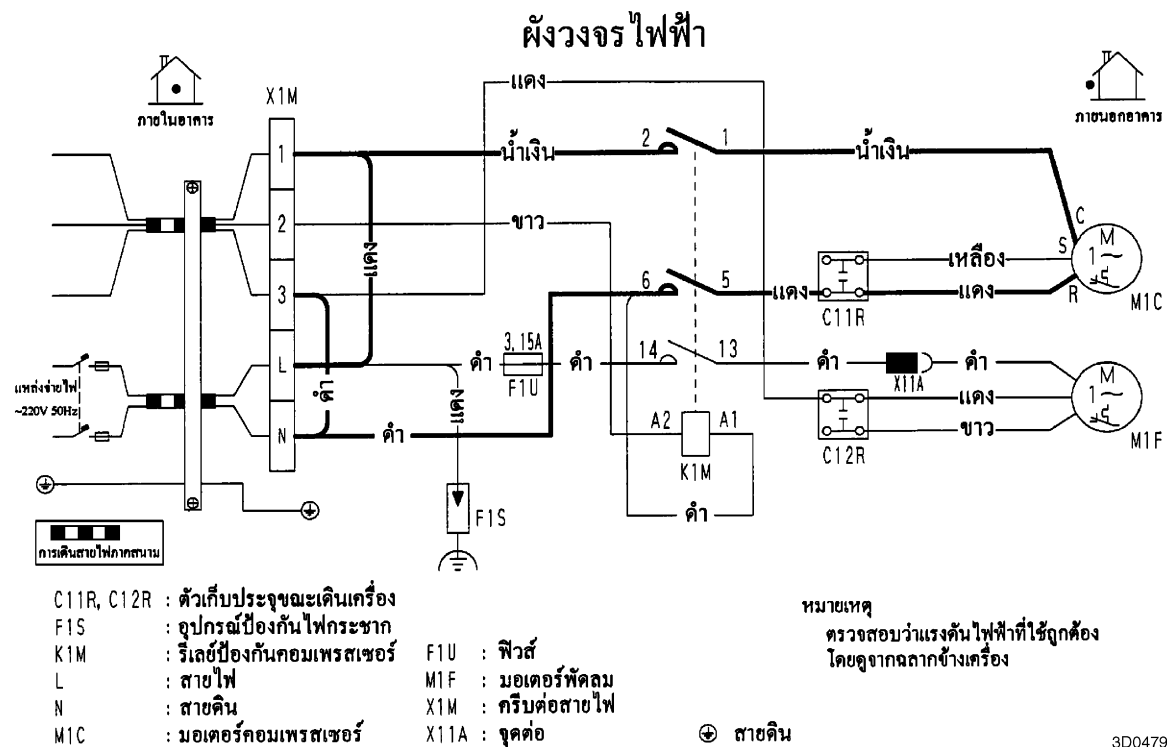 ผังวงจรไฟฟ้า
ภายในอาคาร
X1M
แดง
ภายนอกอาคาร
1
น้ำเงิน
2
1
น้ำเงิน
2
ขาว
แดง
C
S
R
M
1~
M1C
เหลือง
3
6
5
แดง
C11R
แดง
แหล่งจ่ายไฟ
~220V 50Hz
L
ดำ
3,15A
F1U
ดำ
14
13
ดำ
X11A
ดำ
ดำ
แดง
N
ดำ
A2
A1
K1M
C12R
แดง
ขาว
M
1~
M1F
ดำ
F1S
การเดินสายไฟภาคสนาม
C11R, C12R : ตัวเก็บประจุขณะเดินเครื่อง
F1S : อุปกรณ์ป้องกันไฟกระชาก
K1M : รีเลย์ป้องกันคอมเพรสเซอร์
L : สายไฟ
N : สายดิน
M1C : มอเตอร์คอมเพรสเซอร์
F1U : ฟิวส์
M1F : มอเตอร์พัดลม
X1M : ครีบต่อสายไฟ
X11A : จุดต่อ
สายดิน
หมายเหตุ
ตรวจสอบว่าแรงดันไฟฟ้าที่ใช้ถูกต้อง
โดยดูจากฉลากข้างเครื่อง
3D0479